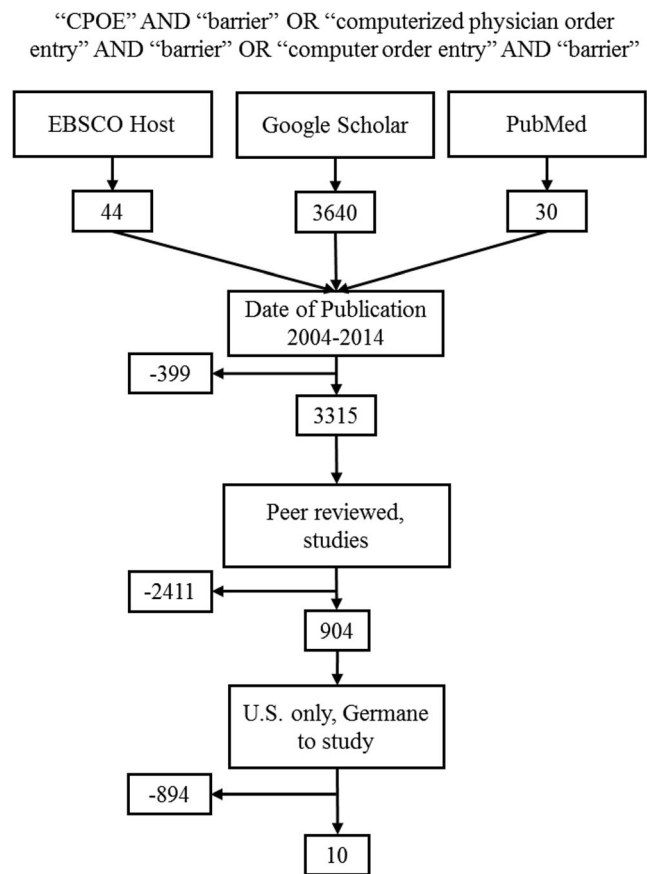 “CPOE” AND “barrier” OR “computerized physician order
entry” AND “barrier” OR “computer order entry” AND “barrier”
EBSCO Host
Google Scholar
PubMed
44
3640
30
Date of Publication
2004-2014
-399
3315
Peer reviewed,
studies
-2411
904
U.S. only, Germane
to study
-894
10